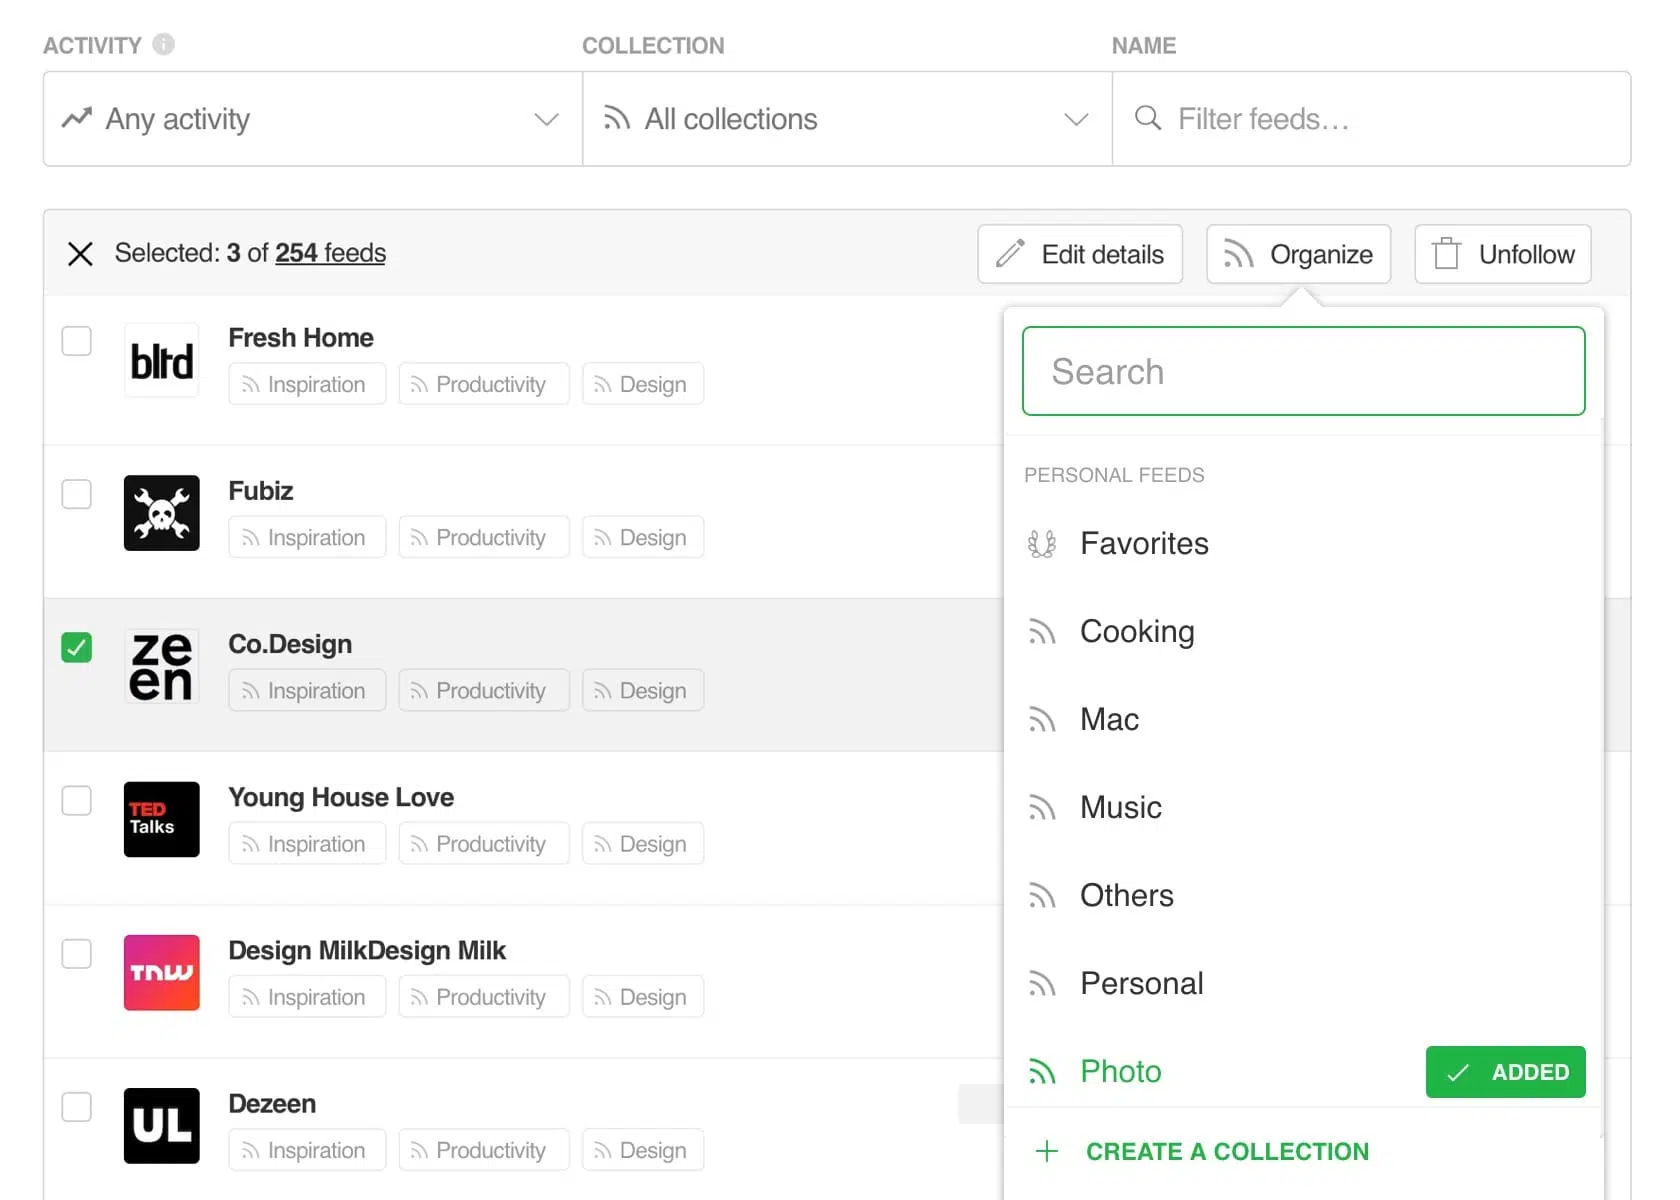 ACTIVITY
COLLECTION
NAME
Any activity
All collections
Filter feeds…
Selected: 3 of 254 feeds
Edit details
Organize
Unfollow
bltd
Fresh Home
Inspiration
Productivity
Design
Fubiz
Inspiration
Productivity
Design
ze
en
Co.Design
Inspiration
Productivity
Design
TED
Talks
Young House Love
Inspiration
Productivity
Design
TNW
Design MilkDesign Milk
Inspiration
Productivity
Design
UL
Dezeen
Inspiration
Productivity
Design
Search
PERSONAL FEEDS
Favorites
Cooking
Mac
Music
Others
Personal
Photo
ADDED
CREATE A COLLECTION